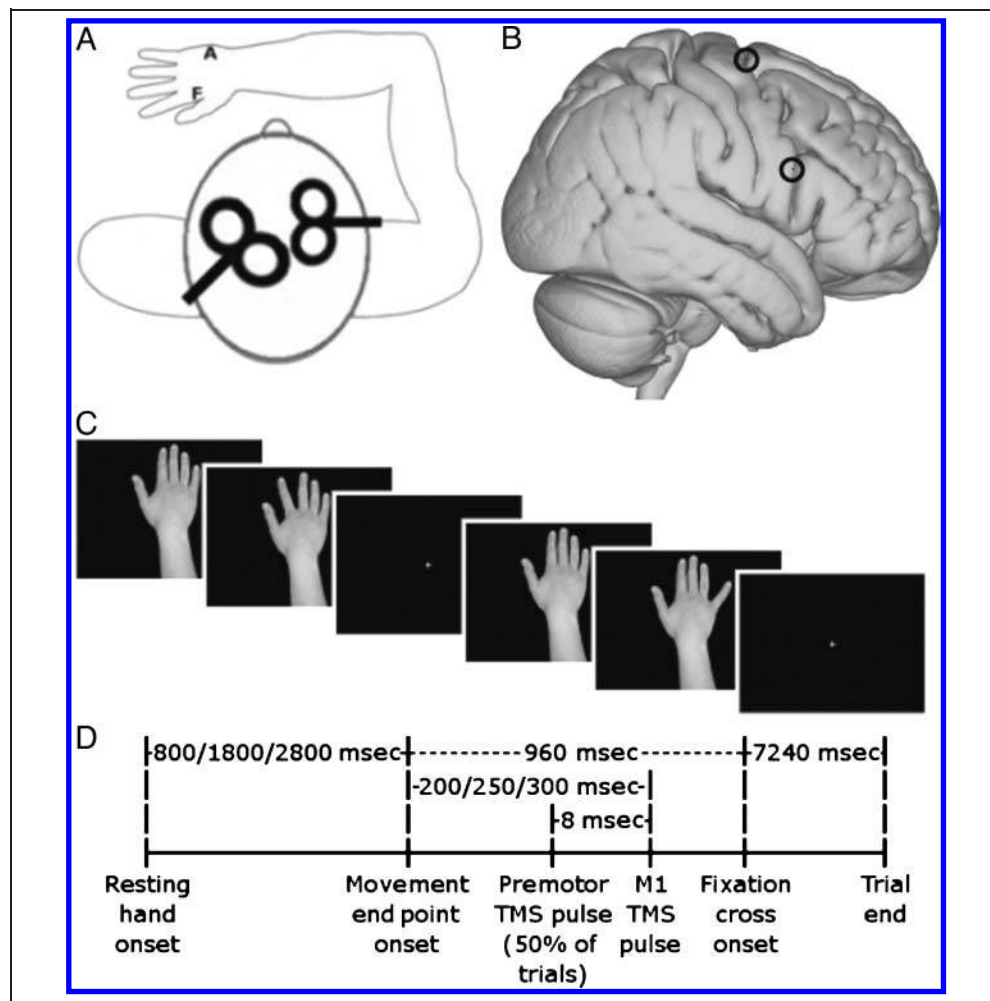 A
B
A
F
C
D
800/1800/2800 msec
960 msec
7240 msec
200/250/300 msec
8 msec
Resting
hand
onset
Movement
end point
onset
Premotor
TMS pulse
(50% of
trials)
M1
TMS
pulse
Fixation
cross
onset
Trial
end